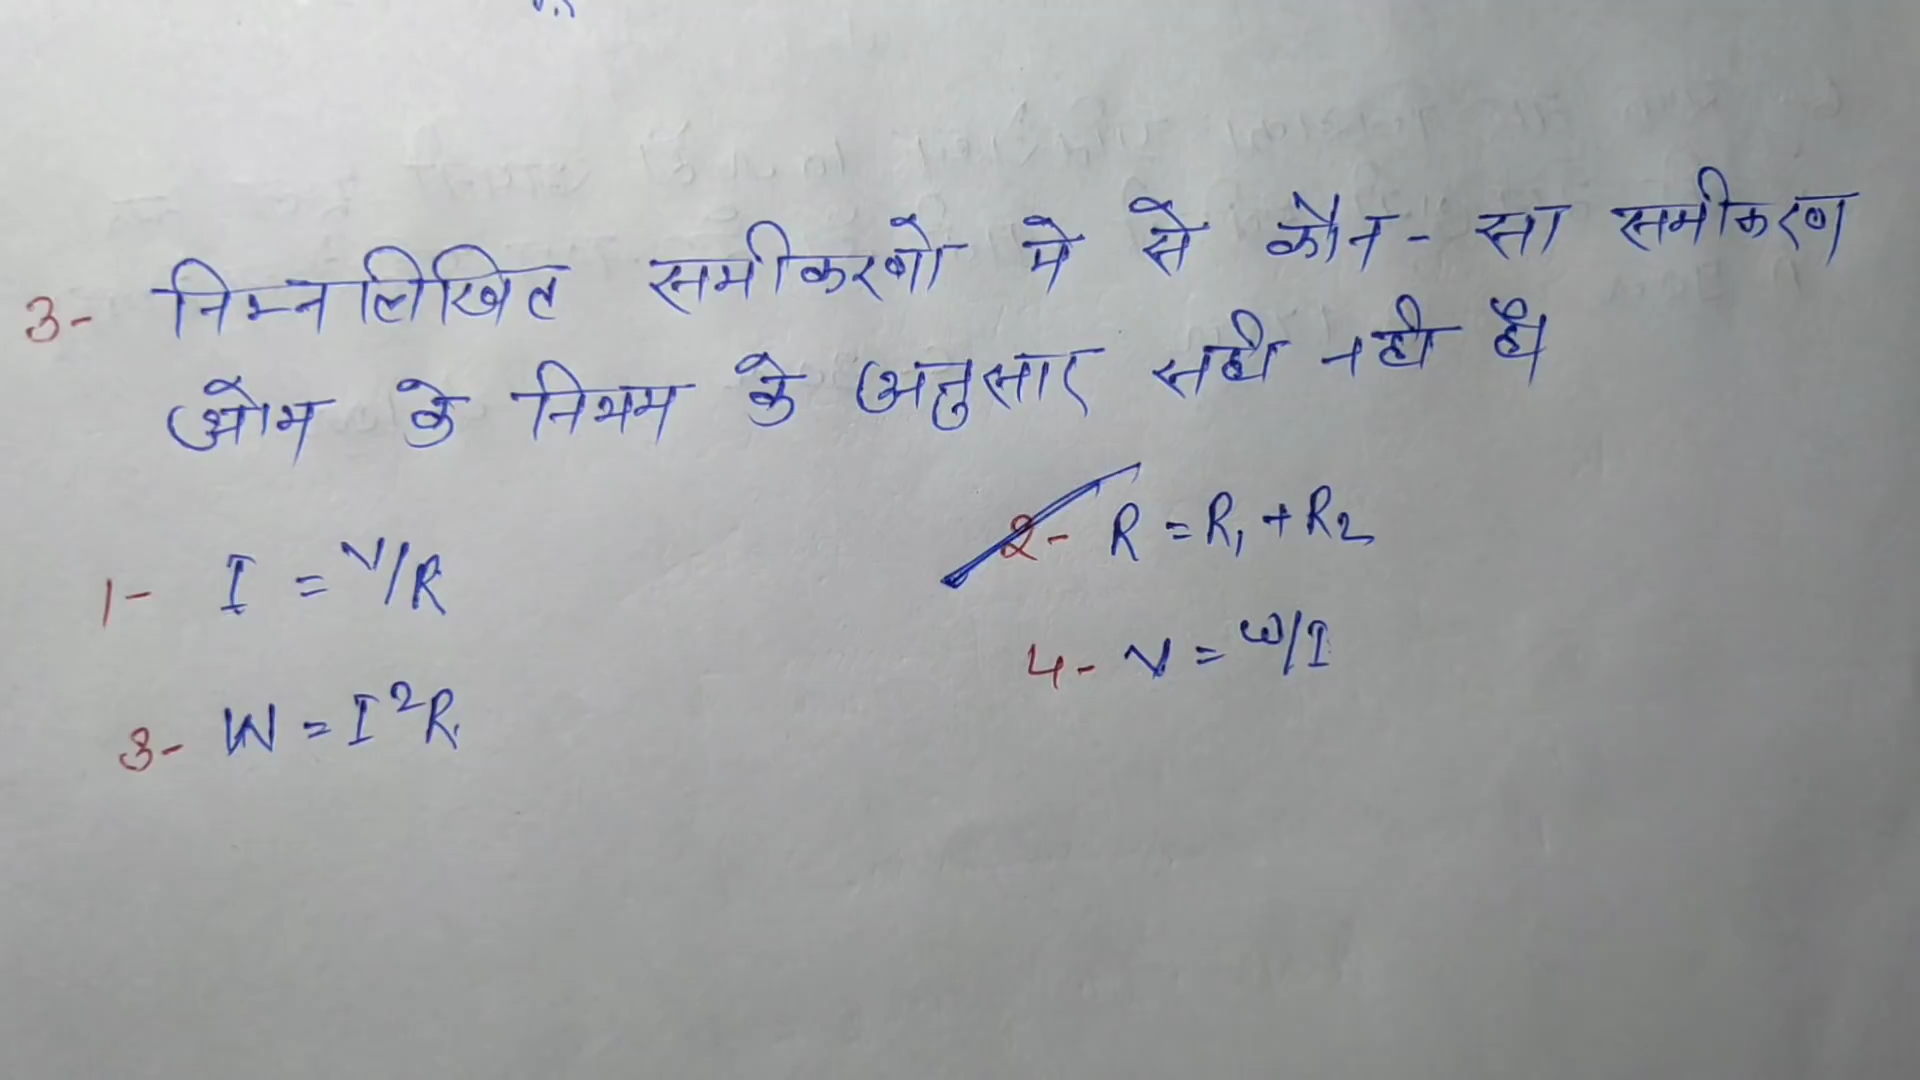 3- निम्नलिखित समीकरणो मे से कौन-सा समीकरण
ओम के नियम के अनुसार सही नही है।
1- I = V/R
2- R = R₁ + R₂
3- W = I²R
4- V = W/I